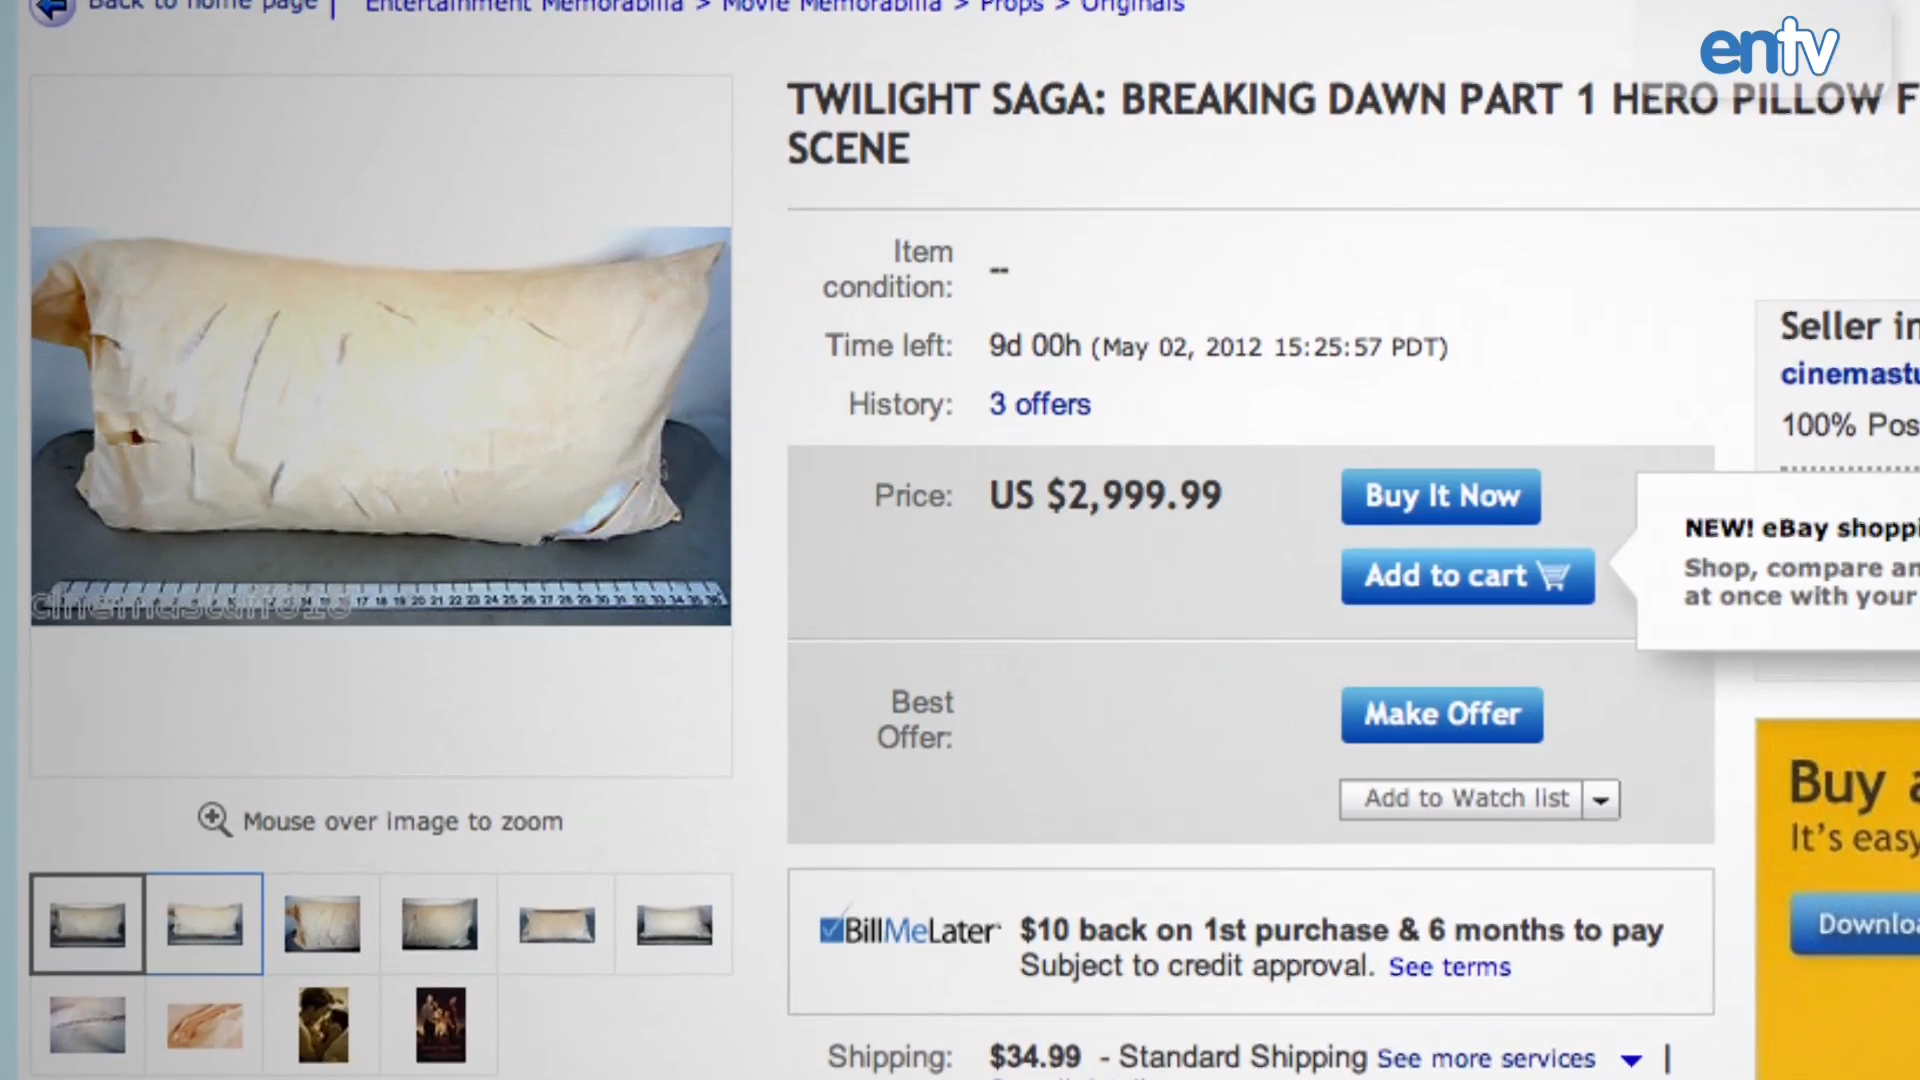 Back to home page | Entertainment Memorabilia > Movie Memorabilia > Props > Originals
entv
TWILIGHT SAGA: BREAKING DAWN PART 1 HERO PILLOW F
SCENE
Item
condition:
--
Time left: 9d 00h (May 02, 2012 15:25:57 PDT)
History: 3 offers
Price: US $2,999.99
Buy It Now
Add to cart
Best
Offer:
Make Offer
Add to Watch list
Mouse over image to zoom
BillMeLater
$10 back on 1st purchase & 6 months to pay
Subject to credit approval. See terms
Shipping: $34.99 - Standard Shipping See more services |
Seller in
cinemastu
100% Pos
NEW! eBay shoppi
Shop, compare an
at once with your
Buy a
It's easy
Downloa